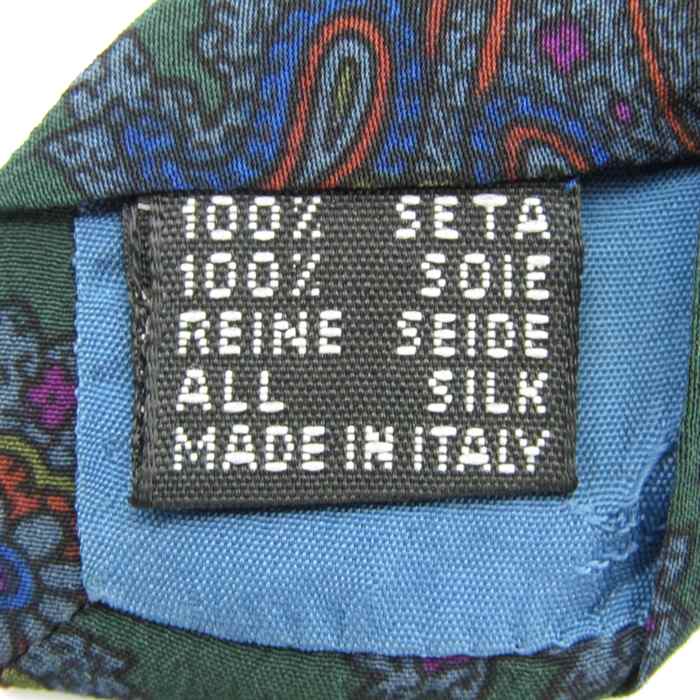 100% SETA
100% SOIE
REINE SEIDE
ALL SILK
MADE IN ITALY